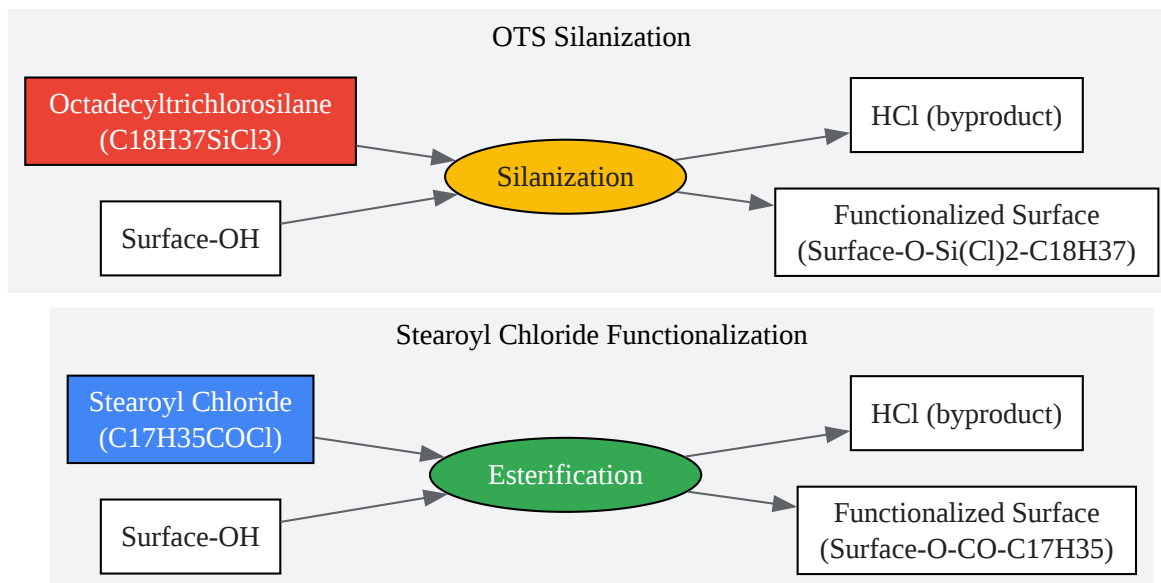 OTS Silanization
Octadecyltrichlorosilane
(C18H37SiCl3)
Surface-OH
Silanization
HCl (byproduct)
Functionalized Surface
(Surface-O-Si(Cl)2-C18H37)
Stearoyl Chloride Functionalization
Stearoyl Chloride
(C17H35COCl)
Surface-OH
Esterification
HCl (byproduct)
Functionalized Surface
(Surface-O-CO-C17H35)